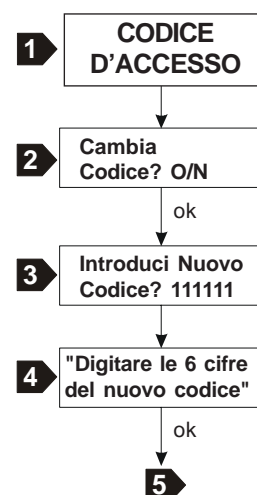 1
CODICE
D'ACCESSO
2
Cambia
Codice? O/N
ok
3
Introduci Nuovo
Codice? 111111
4
"Digitare le 6 cifre
del nuovo codice"
ok
5